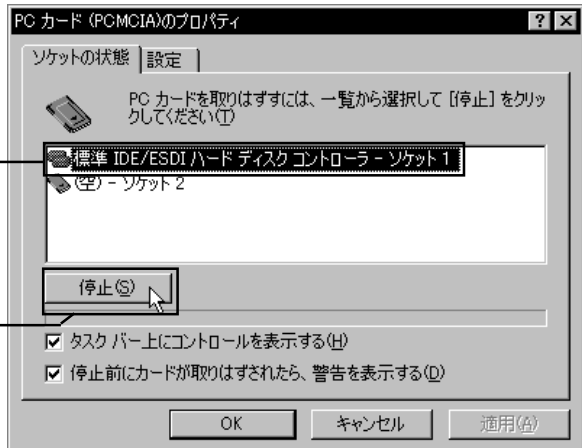 PC カード (PCMCIA)のプロパティ
ソケットの状態
設定
PC カードを取りはずすには、一覧から選択して [停止] をクリッ
クしてください(T)
標準 IDE/ESDI ハード ディスク コントローラ - ソケット 1
(空) - ソケット 2
停止(S)
タスク バー上にコントロールを表示する(H)
停止前にカードが取りはずされたら、警告を表示する(D)
OK
キャンセル
適用(A)